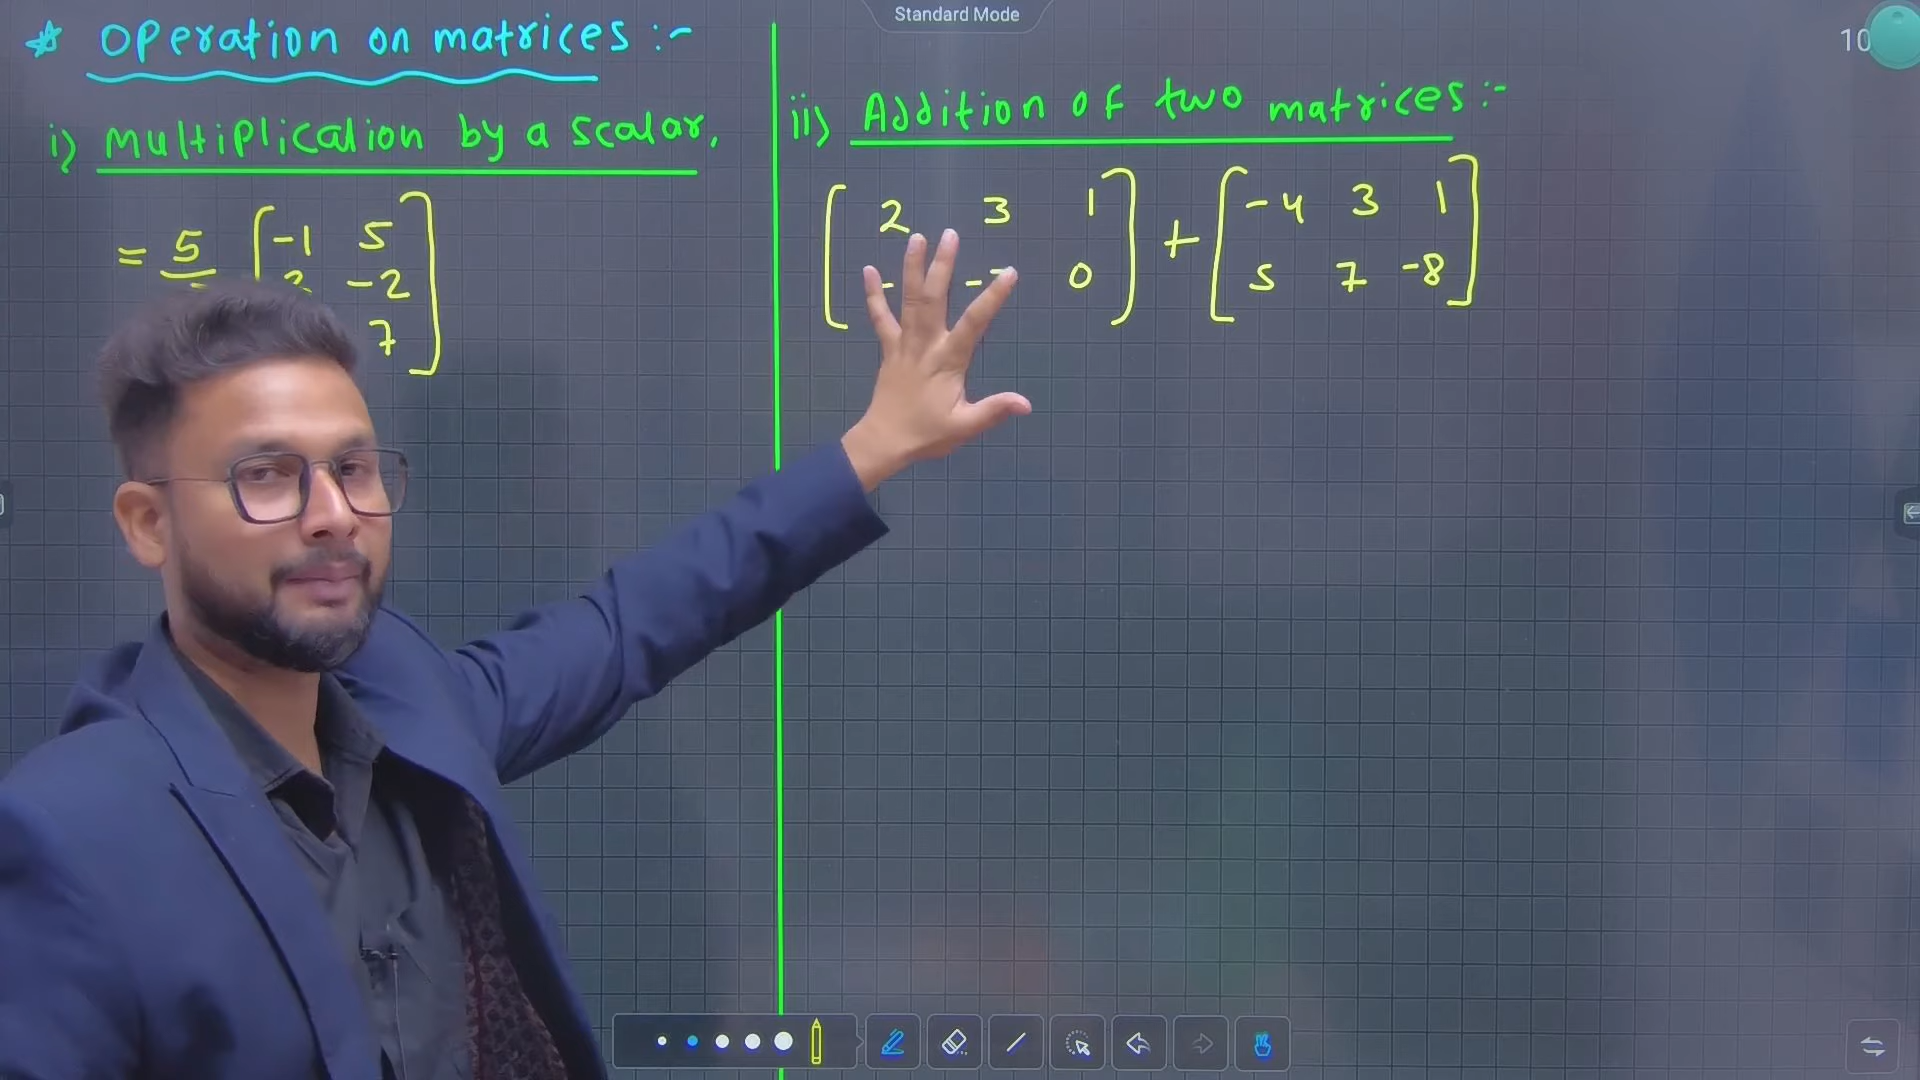 Standard Mode
10
☆ Operation on matrices :-
i) Multiplication by a scalar,
= 5 [ -1 5
-2
7 ]
ii) Addition of two matrices :-
[ 2 3 1 ] + [ -4 3 1 ]
[ - - 0 ] [ 5 7 -8 ]